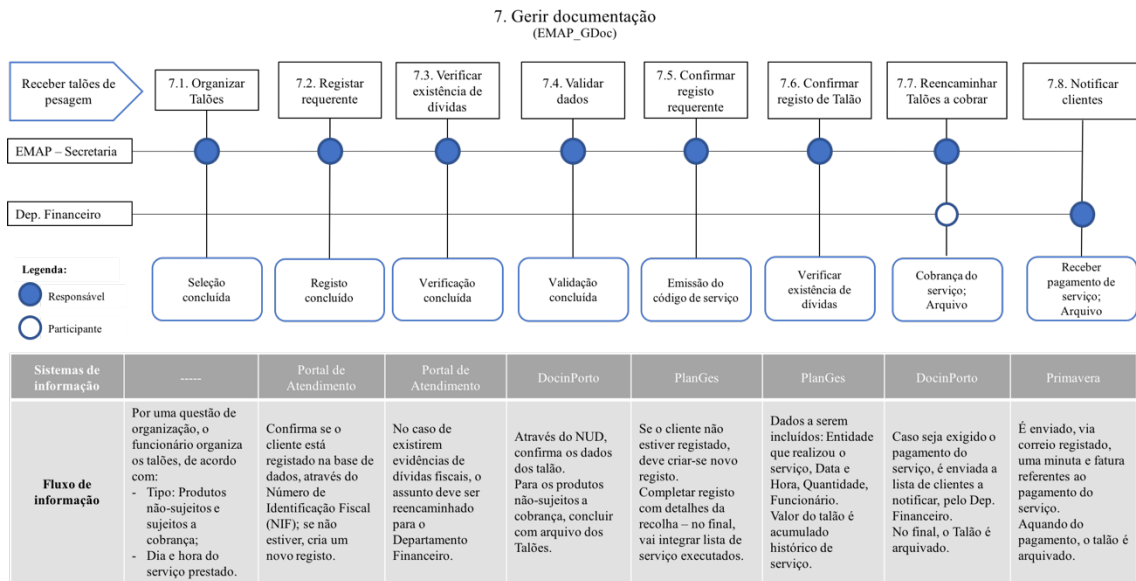 7. Gerir documentação
(EMAP_GDoc)
Receber talões de
pesagem
7.1. Organizar
Talões
7.2. Registar
requerente
7.3. Verificar
existência de
dívidas
7.4. Validar
dados
7.5. Confirmar
registo
requerente
7.6. Confirmar
registo de Talão
7.7. Reencaminhar
Talões a cobrar
7.8. Notificar
clientes
EMAP – Secretaria
Dep. Financeiro
Legenda:
Responsável
Participante
Seleção
concluída
Registo
concluído
Verificação
concluída
Validação
concluída
Emissão do
código de serviço
Verificar
existência de
dívidas
Cobrança do
serviço;
Arquivo
Receber
pagamento de
serviço;
Arquivo
Sistemas de
informação
-----
Portal de
Atendimento
Portal de
Atendimento
DocinPorto
PlanGes
PlanGes
DocinPorto
Primavera
Fluxo de
informação
Por uma questão de
organização, o
funcionário organiza
os talões, de acordo
com:
- Tipo: Produtos
não-sujeitos e
sujeitos a
cobrança;
- Dia e hora do
serviço prestado.
Confirma se o
cliente está
registado na base de
dados, através do
Número de
Identificação Fiscal
(NIF); se não
estiver, cria um
novo registo.
No caso de
existirem
evidências de
dívidas fiscais, o
assunto deve ser
reencaminhado
para o
Departamento
Financeiro.
Através do NUD,
confirma os dados
dos talão.
Para os produtos
não-sujeitos a
cobrança, concluir
com arquivo dos
Talões.
Se o cliente não
estiver registado,
deve criar-se novo
registo.
Completar registo
com detalhes da
recolha – no final,
vai integrar lista de
serviço executados.
Dados a serem
incluídos: Entidade
que realizou o
serviço, Data e
Hora, Quantidade,
Funcionário.
Valor do talão é
acumulado
histórico de
serviço.
Caso seja exigido o
pagamento do
serviço, é enviada a
lista de clientes a
notificar, pelo Dep.
Financeiro.
No final, o Talão é
arquivado.
É enviado, via
correio registado,
uma minuta e fatura
referentes ao
pagamento do
serviço.
Aquando do
pagamento, o talão é
arquivado.